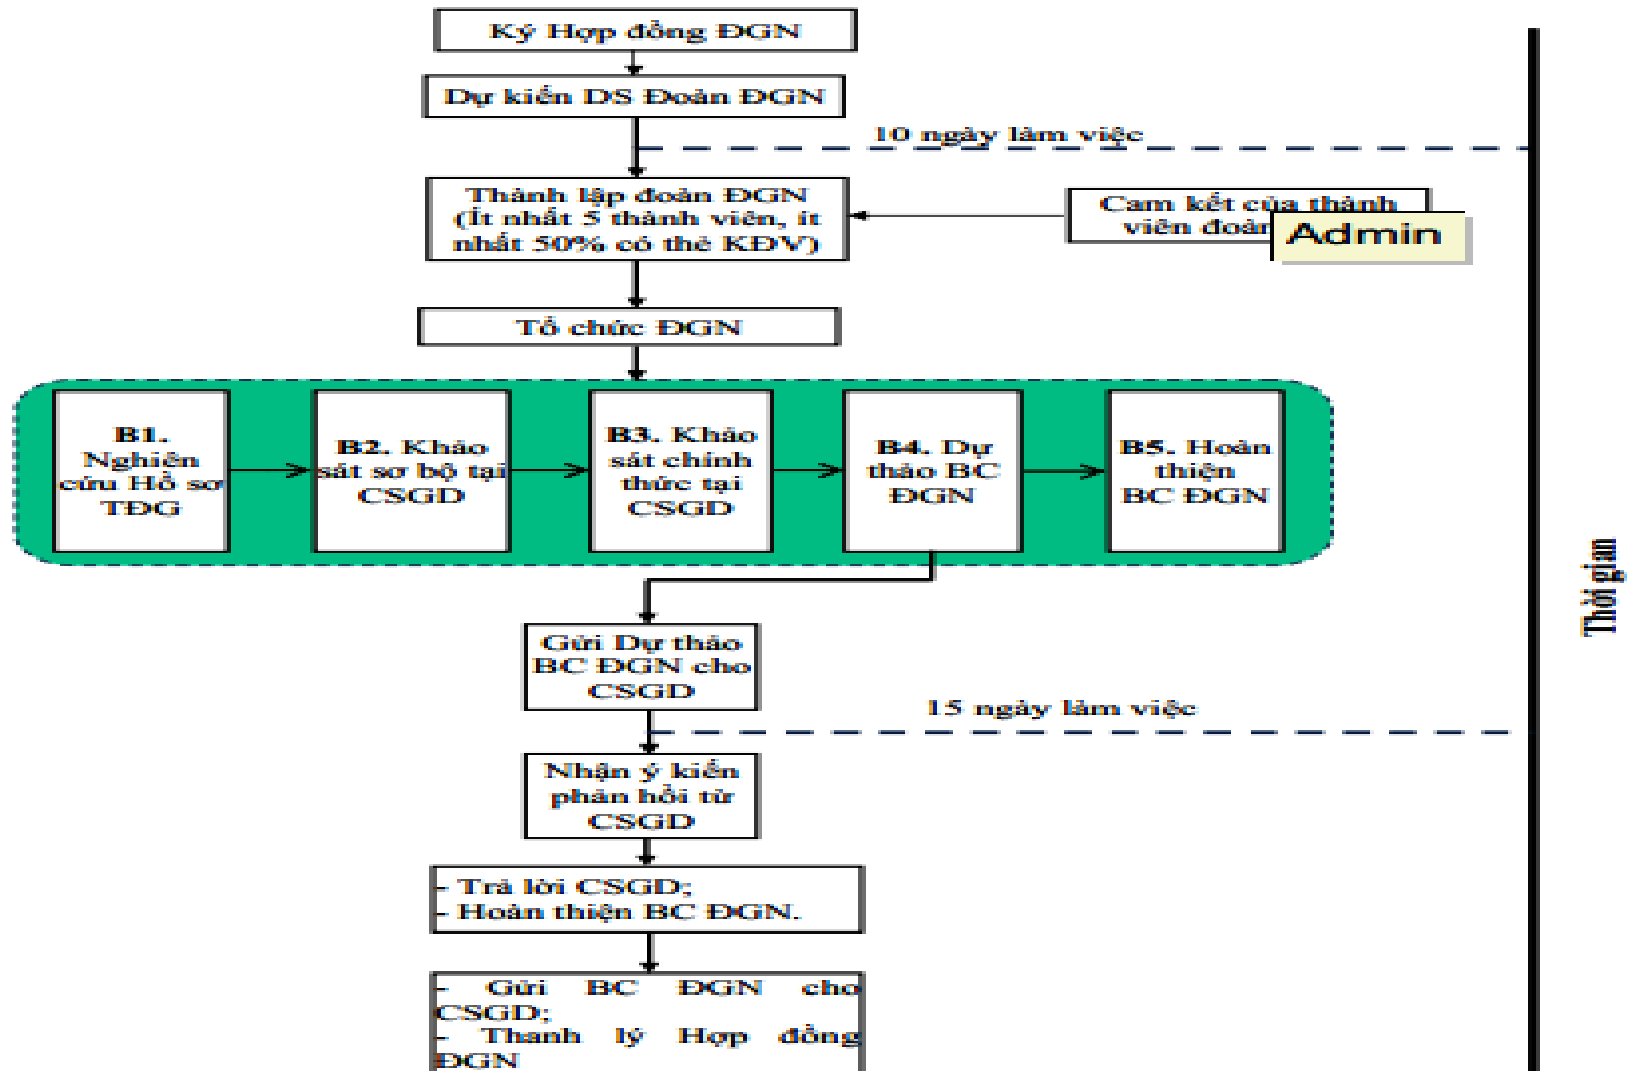 Ký Hợp đồng ĐGN
Dự kiến DS Đoàn ĐGN
10 ngày làm việc
Thành lập đoàn ĐGN
(Ít nhất 5 thành viên, ít
nhất 50% có thẻ KĐV)
Cam kết của thành
viên đoàn
Admin
Tổ chức ĐGN
B1.
Nghiên
cứu Hồ sơ
TĐG
B2. Khảo
sát sơ bộ tại
CSGD
B3. Khảo
sát chính
thức tại
CSGD
B4. Dự
thảo BC
ĐGN
B5. Hoàn
thiện
BC ĐGN
Thời gian
Gửi Dự thảo
BC ĐGN cho
CSGD
15 ngày làm việc
Nhận ý kiến
phản hồi từ
CSGD
- Trả lời CSGD;
- Hoàn thiện BC ĐGN.
- Gửi BC ĐGN cho
CSGD;
- Thanh lý Hợp đồng
ĐGN